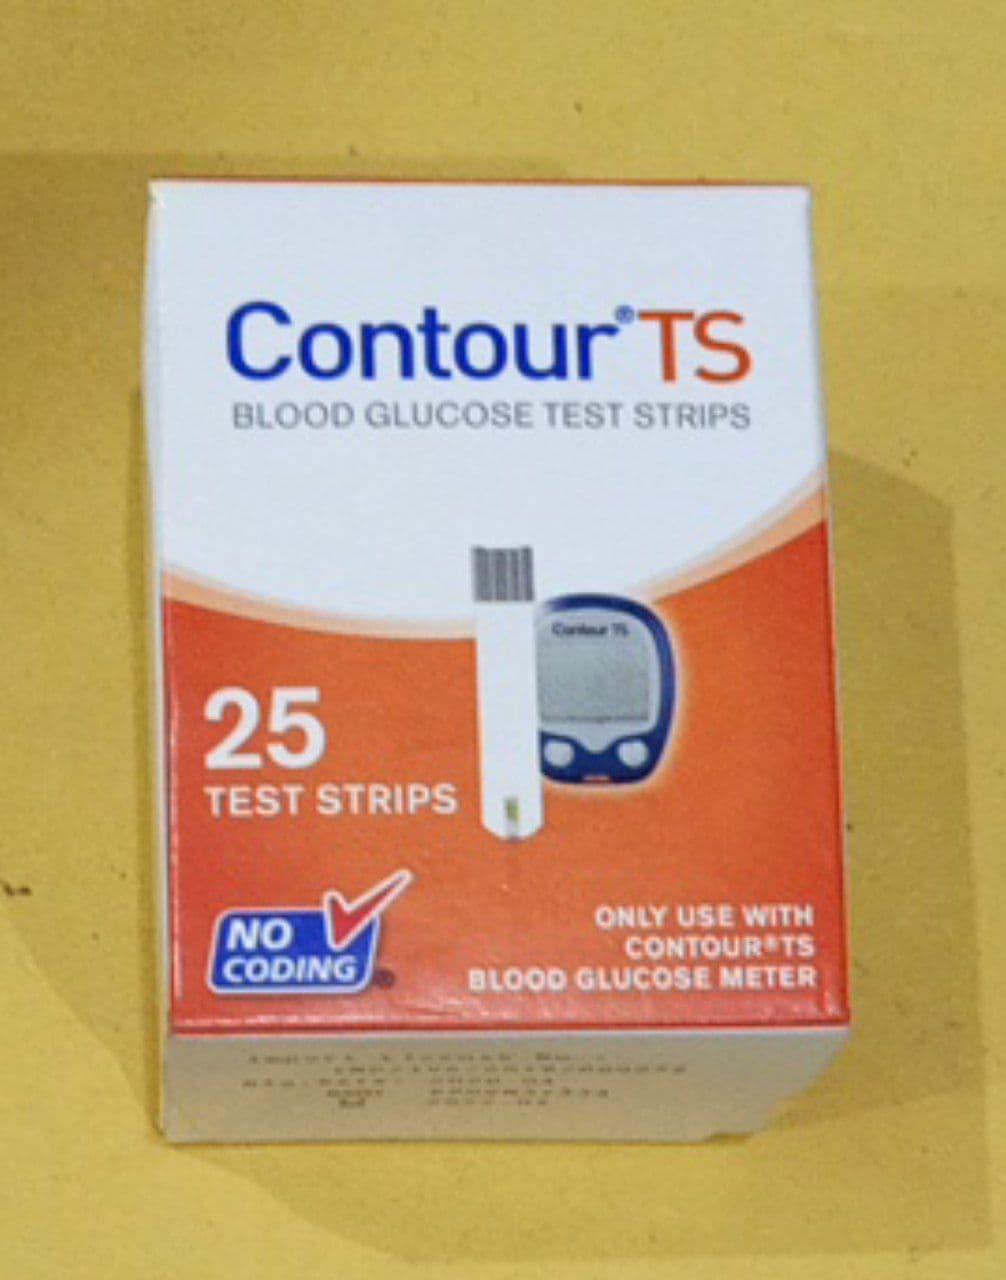 Contour® TS
BLOOD GLUCOSE TEST STRIPS
Contour TS
25
TEST STRIPS
NO
CODING
ONLY USE WITH
CONTOUR® TS
BLOOD GLUCOSE METER